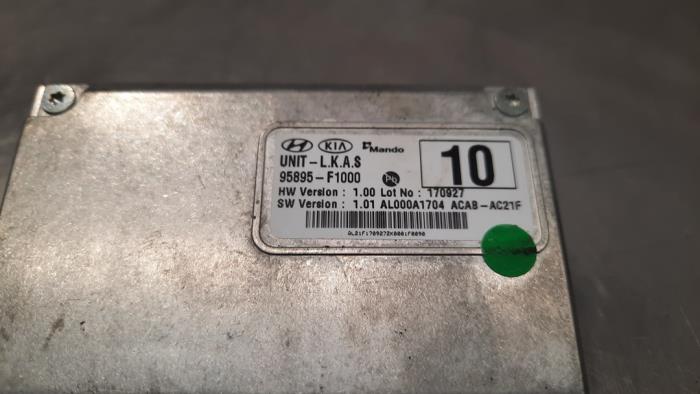 KIA Mando
UNIT-L.K.A.S
95895-F1000
10
HW Version : 1.00 Lot No : 170927
SW Version : 1.01 AL000A1704 ACAB-AC21F